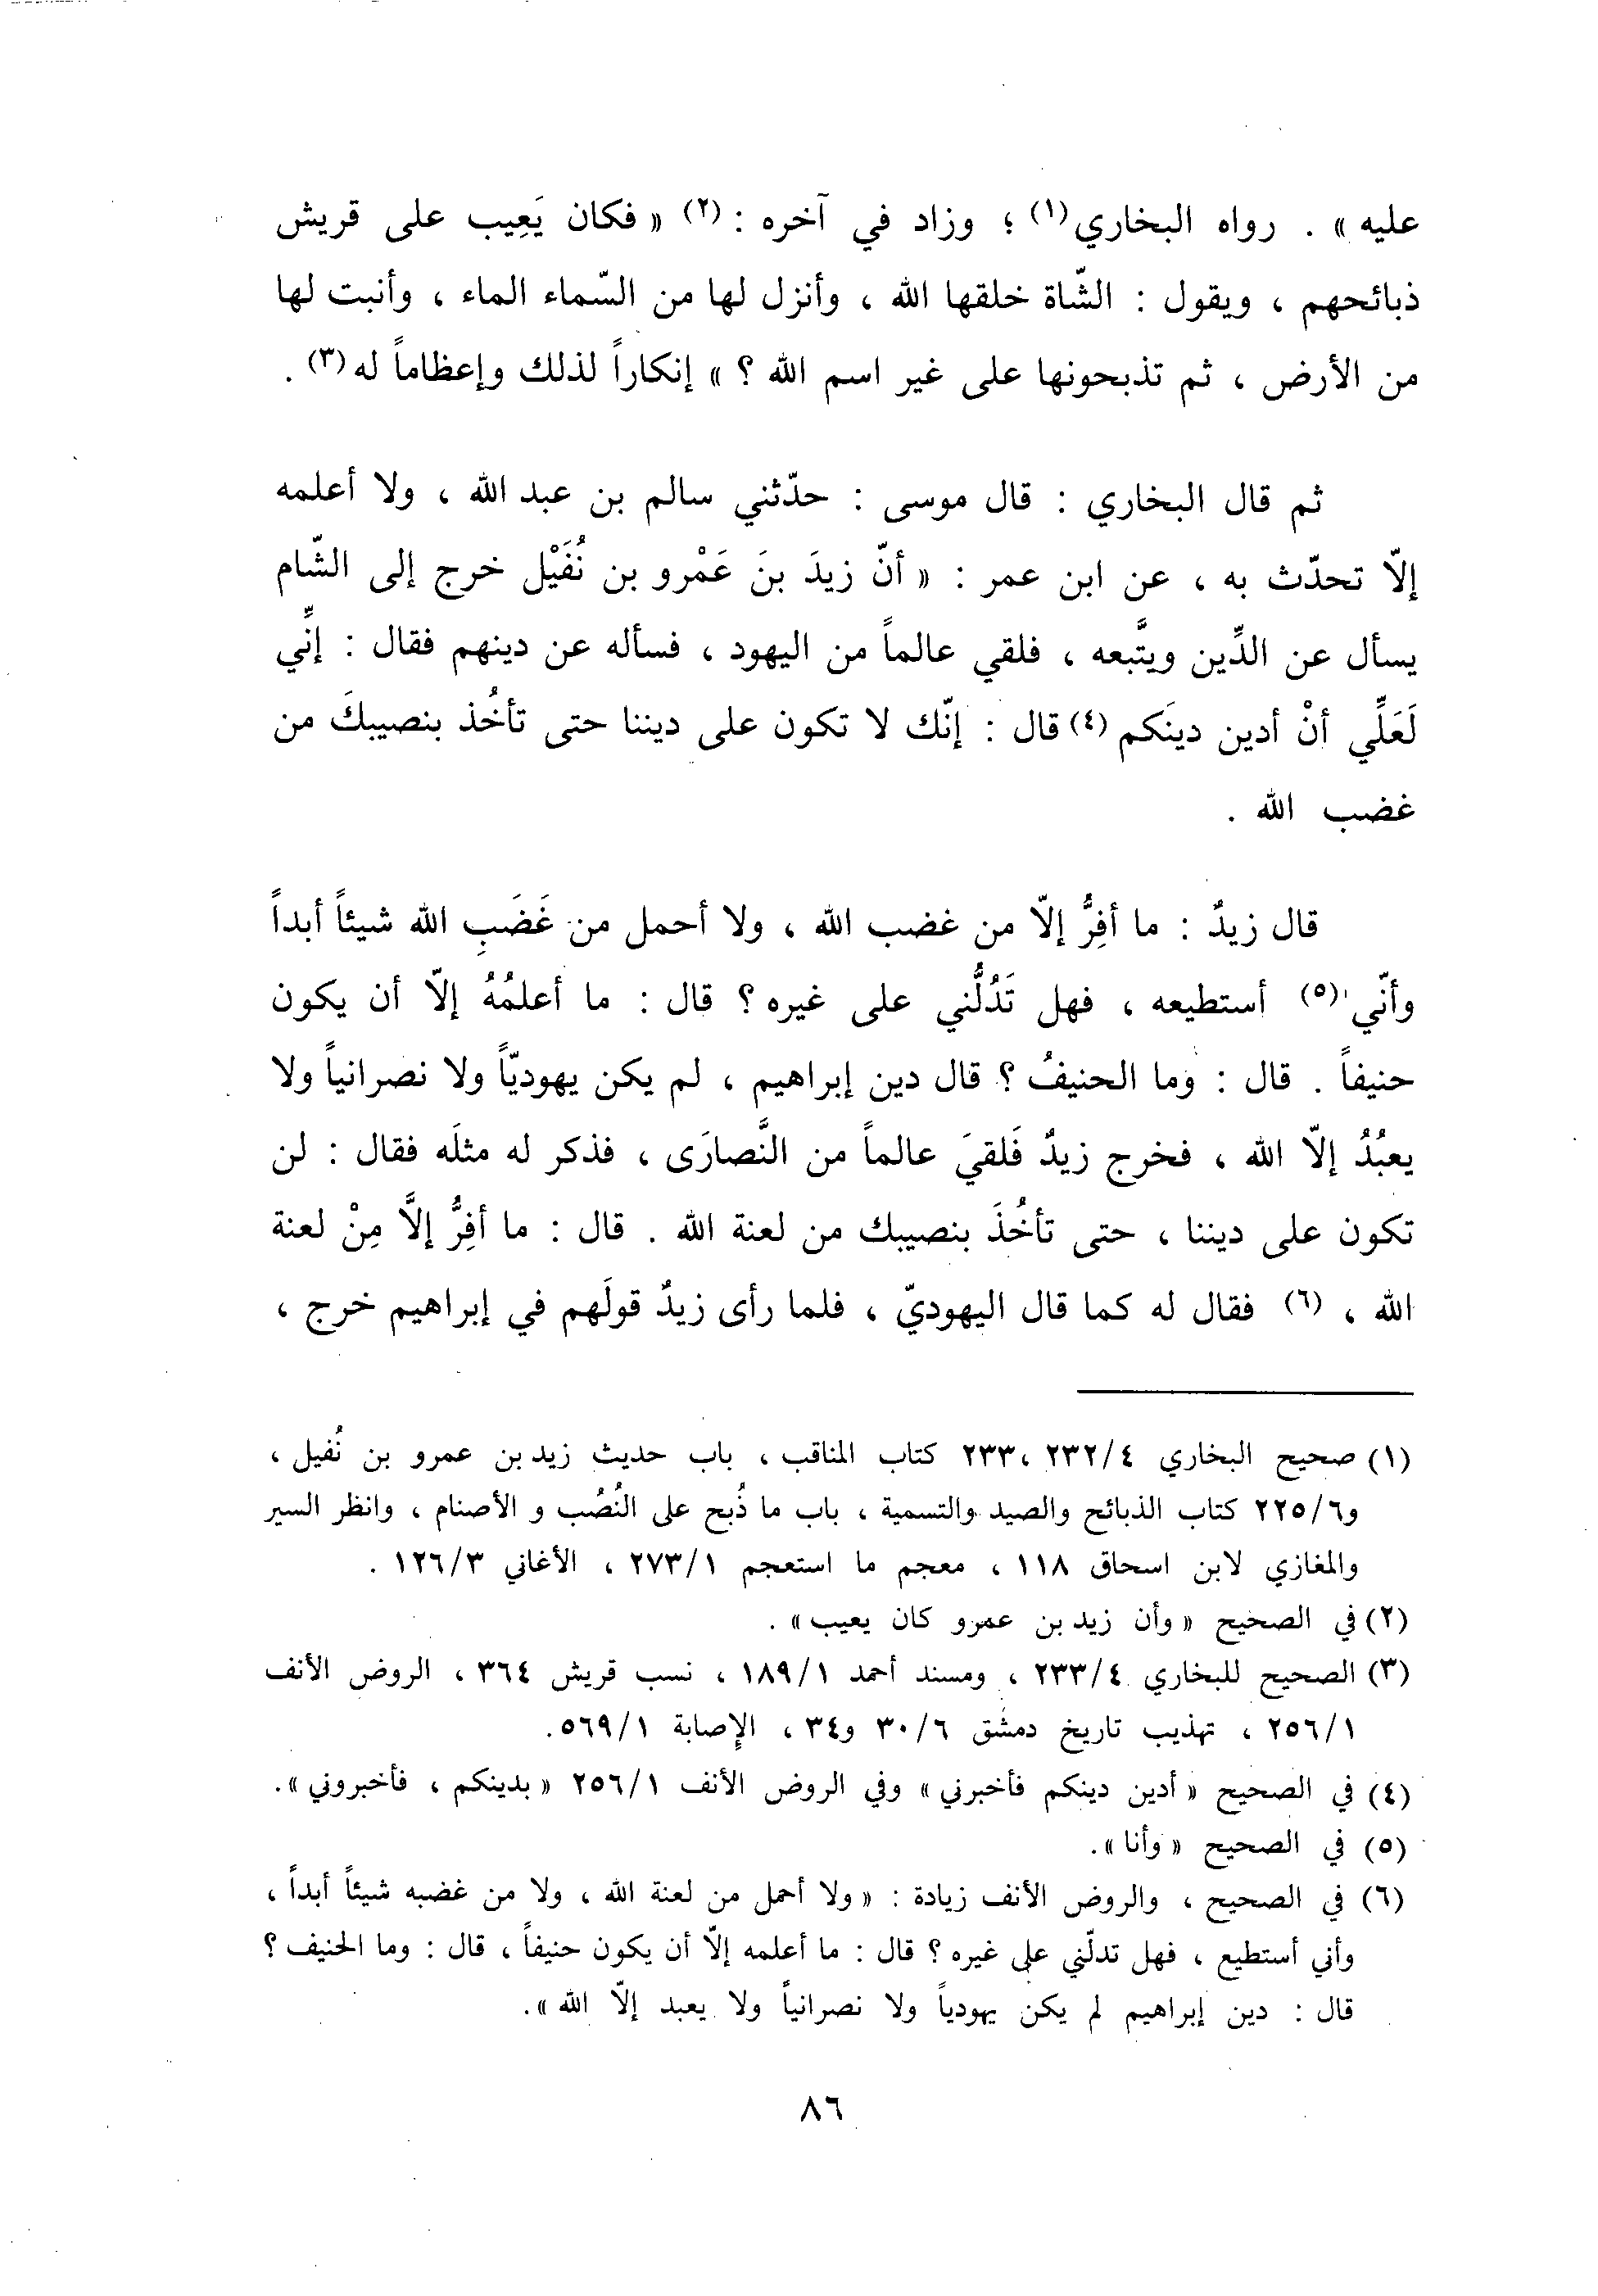 عليه » . رواه البخاري(١) ؛ وزاد في آخره : (٢) « فكان يَعِيب على قريش
ذبائحهم ، ويقول : الشّاة خلقها الله ، وأنزل لها من السّماء الماء ، وأنبت لها
من الأرض ، ثم تذبحونها على غير اسم الله ؟ » إنكاراً لذلك وإعظاماً له(٣) .
ثم قال البخاري : قال موسى : حدّثني سالم بن عبد الله ، ولا أعلمه
إلّا تحدّث به ، عن ابن عمر : « أنّ زيدَ بنَ عَمْرو بن نُفَيْل خرج إلى الشّام
يسأل عن الدِّين ويتَّبعه ، فلقي عالماً من اليهود ، فسأله عن دينهم فقال : إنِّي
لَعَلِّي أنْ أدين دينَكم (٤) قال : إنّك لا تكون على ديننا حتى تأخُذ بنصيبكَ من
غضب الله .
قال زيدٌ : ما أفِرُّ إلّا من غضب الله ، ولا أحمل من غَضَبِ الله شيئاً أبداً
وأنّي (٥) أستطيعه ، فهل تَدُلُّني على غيره ؟ قال : ما أعلمُهُ إلّا أن يكون
حنيفاً . قال : وما الحنيفُ ؟ قال دين إبراهيم ، لم يكن يهوديّاً ولا نصرانياً ولا
يعبُدُ إلّا الله ، فخرج زيدٌ فَلقيَ عالماً من النَّصارَى ، فذكر له مثلَه فقال : لن
تكون على ديننا ، حتى تأخُذَ بنصيبك من لعنة الله . قال : ما أفِرُّ إلَّا مِنْ لعنة
الله ، (٦) فقال له كما قال اليهوديّ ، فلما رأى زيدٌ قولَهم في إبراهيم خرج ،
(١) صحيح البخاري ٢٣٢/٤ ،٢٣٣ كتاب المناقب ، باب حديث زيد بن عمرو بن نُفيل ،
و٢٢٥/٦ كتاب الذبائح والصيد والتسمية ، باب ما ذُبح على النُصُب و الأصنام ، وانظر السير
والمغازي لابن اسحاق ١١٨ ، معجم ما استعجم ٢٧٣/١ ، الأغاني ١٢٦/٣ .
(٢) في الصحيح « وأن زيد بن عمرو كان يعيب » .
(٣) الصحيح للبخاري ٢٣٣/٤ ، ومسند أحمد ١٨٩/١ ، نسب قريش ٣٦٤ ، الروض الأنف
٢٥٦/١ ، تهذيب تاريخ دمشق ٣٠/٦ و٣٤ ، الإصابة ٥٦٩/١.
(٤) في الصحيح « أدين دينكم فأخبرني » وفي الروض الأنف ٢٥٦/١ « بدينكم ، فأخبروني ».
(٥) في الصحيح « وأنا ».
(٦) في الصحيح ، والروض الأنف زيادة : « ولا أحمل من لعنة الله ، ولا من غضبه شيئاً أبداً ،
وأني أستطيع ، فهل تدلّني على غيره ؟ قال : ما أعلمه إلّا أن يكون حنيفاً ، قال : وما الحنيف ؟
قال : دين إبراهيم لم يكن يهودياً ولا نصرانياً ولا يعبد إلّا الله ».
٨٦